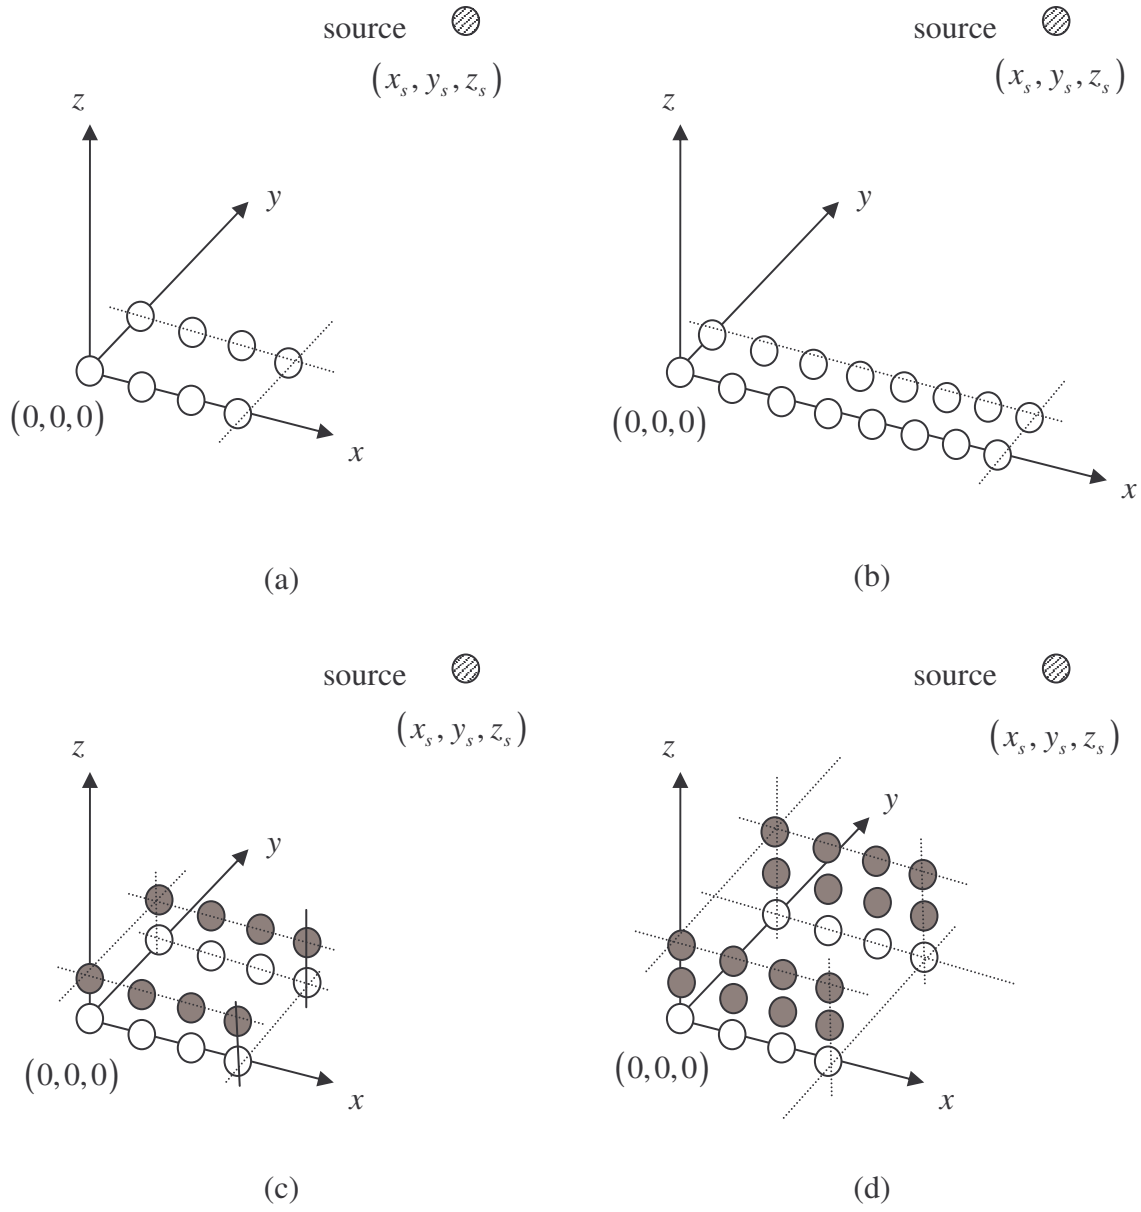 source
(x_s, y_s, z_s)
z
y
(0,0,0)
x
(a)
source
(x_s, y_s, z_s)
z
y
(0,0,0)
x
(b)
source
(x_s, y_s, z_s)
z
y
(0,0,0)
x
(c)
source
(x_s, y_s, z_s)
z
y
(0,0,0)
x
(d)